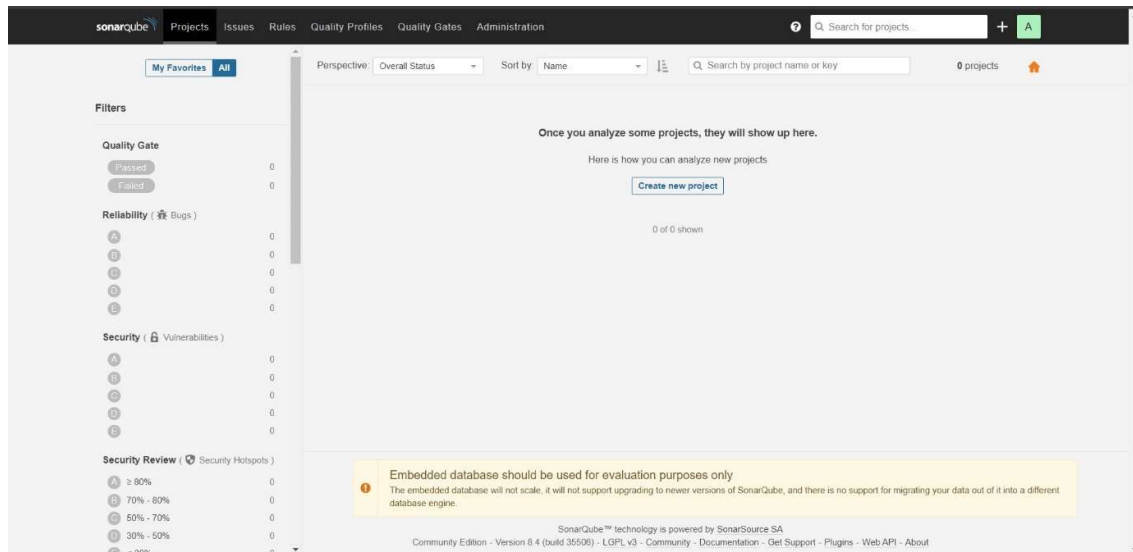 sonarqube Projects Issues Rules Quality Profiles Quality Gates Administration Search for projects... A
My Favorites All
Perspective: Overall Status Sort by: Name Search by project name or key 0 projects
Filters
Quality Gate
Passed 0
Failed 0
Reliability ( Bugs )
A 0
B 0
C 0
D 0
E 0
Security ( Vulnerabilities )
A 0
B 0
C 0
D 0
E 0
Security Review ( Security Hotspots )
A ≥ 80% 0
B 70% - 80% 0
C 50% - 70% 0
D 30% - 50% 0
Once you analyze some projects, they will show up here.
Here is how you can analyze new projects
Create new project
0 of 0 shown
Embedded database should be used for evaluation purposes only
The embedded database will not scale, it will not support upgrading to newer versions of SonarQube, and there is no support for migrating your data out of it into a different
database engine.
SonarQube™ technology is powered by SonarSource SA
Community Edition - Version 8.4 (build 35506) - LGPL v3 - Community - Documentation - Get Support - Plugins - Web API - About